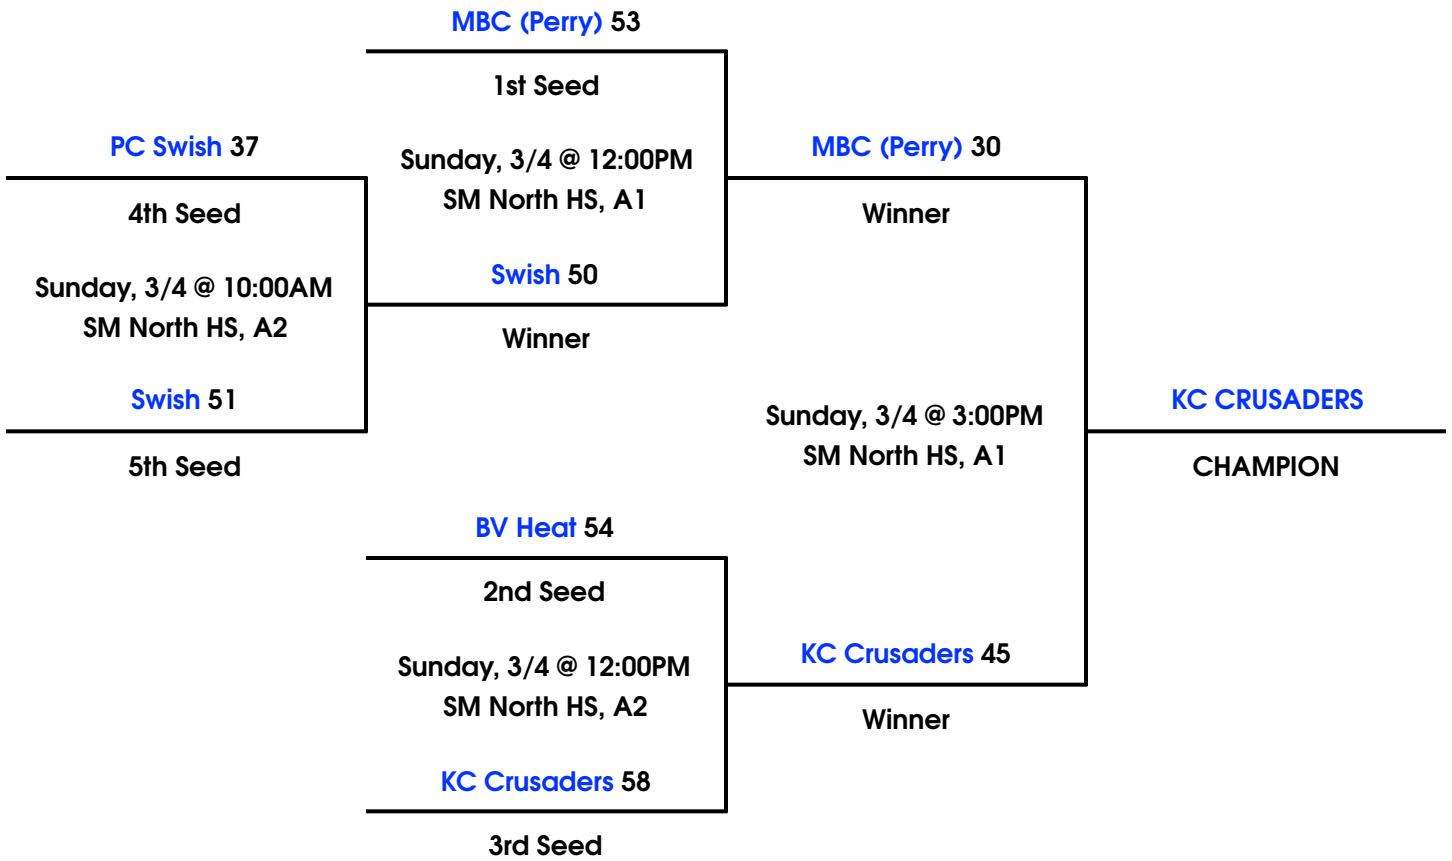 MBC (Perry) 53
1st Seed
Sunday, 3/4 @ 12:00PM
SM North HS, A1
Swish 50
Winner
PC Swish 37
4th Seed
Sunday, 3/4 @ 10:00AM
SM North HS, A2
Swish 51
5th Seed
MBC (Perry) 30
Winner
Sunday, 3/4 @ 3:00PM
SM North HS, A1
KC Crusaders 45
Winner
KC CRUSADERS
CHAMPION
BV Heat 54
2nd Seed
Sunday, 3/4 @ 12:00PM
SM North HS, A2
KC Crusaders 58
3rd Seed